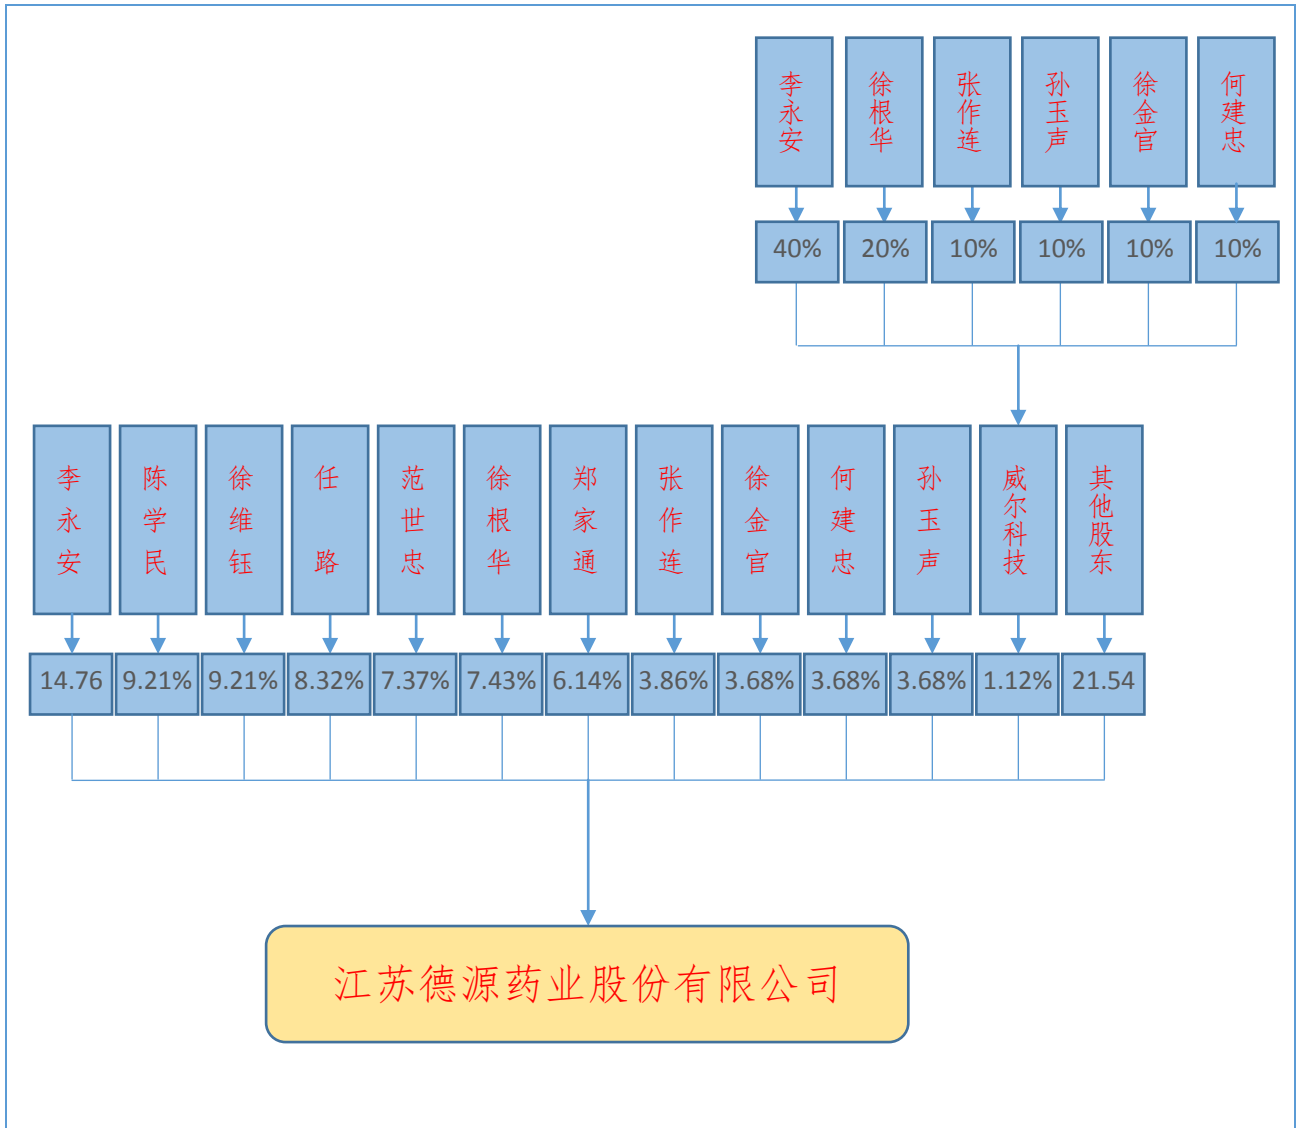 李永安
徐根华
张作连
孙玉声
徐金官
何建忠
40%
20%
10%
10%
10%
10%
李永安
陈学民
徐维钰
任路
范世忠
徐根华
郑家通
张作连
徐金官
何建忠
孙玉声
威尔科技
其他股东
14.76
9.21%
9.21%
8.32%
7.37%
7.43%
6.14%
3.86%
3.68%
3.68%
3.68%
1.12%
21.54
江苏德源药业股份有限公司